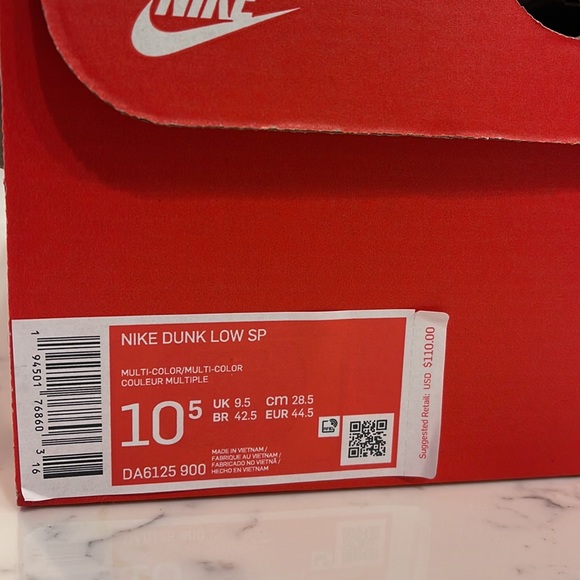 NIKE
NIKE DUNK LOW SP
MULTI-COLOR/MULTI-COLOR
COULEUR MULTIPLE
10 5
UK 9.5 cm 28.5
BR 42.5 EUR 44.5
MADE IN VIETNAM /
FABRIQUE AU VIETNAM /
FABRICADO NO VIETNÃ /
HECHO EN VIETNAM
DA6125 900
1 94501 76860 3 16
Suggested Retail: USD $110.00